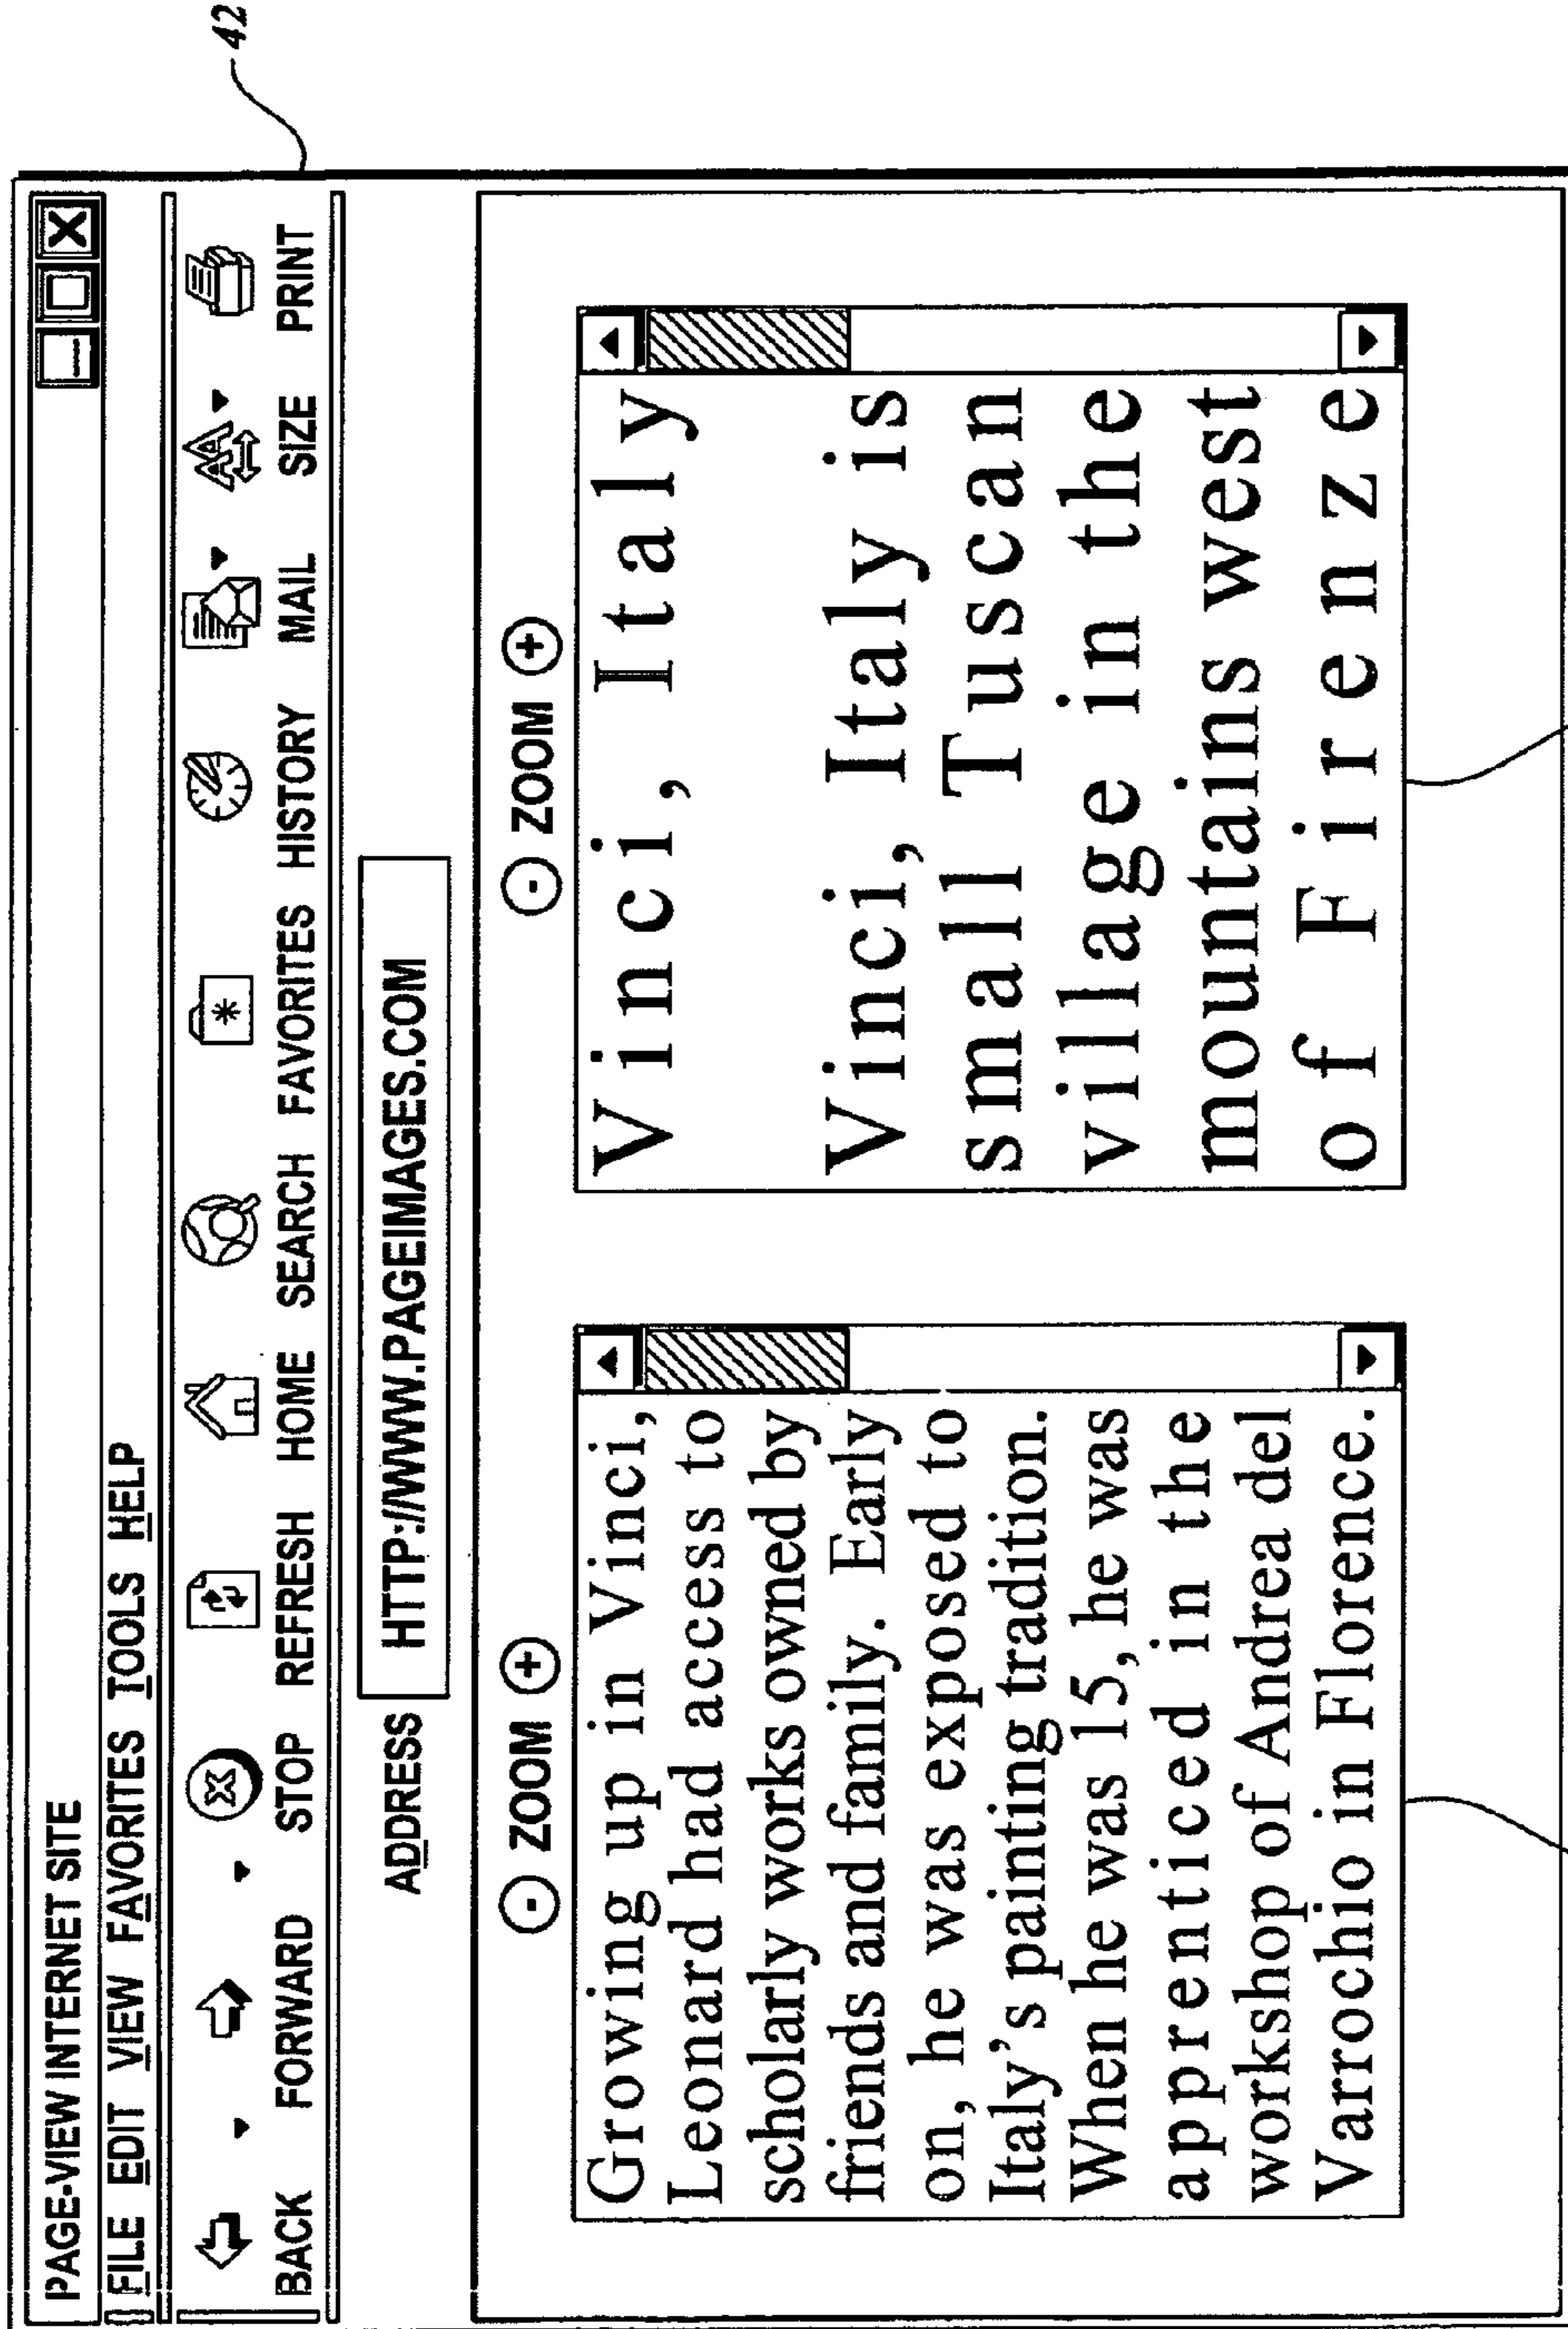 PAGE-VIEW INTERNET SITE
FILE EDIT VIEW FAVORITES TOOLS HELP
BACK FORWARD STOP REFRESH HOME SEARCH FAVORITES HISTORY MAIL SIZE PRINT
ADDRESS HTTP://WWW.PAGEIMAGES.COM
- ZOOM +
Growing up in Vinci,
Leonard had access to
scholarly works owned by
friends and family. Early
on, he was exposed to
Italy's painting tradition.
When he was 15, he was
apprenticed in the
workshop of Andrea del
Varrochio in Florence.
- ZOOM +
Vinci, Italy
Vinci, Italy is
small Tuscan
village in the
mountains west
of Firenze
42